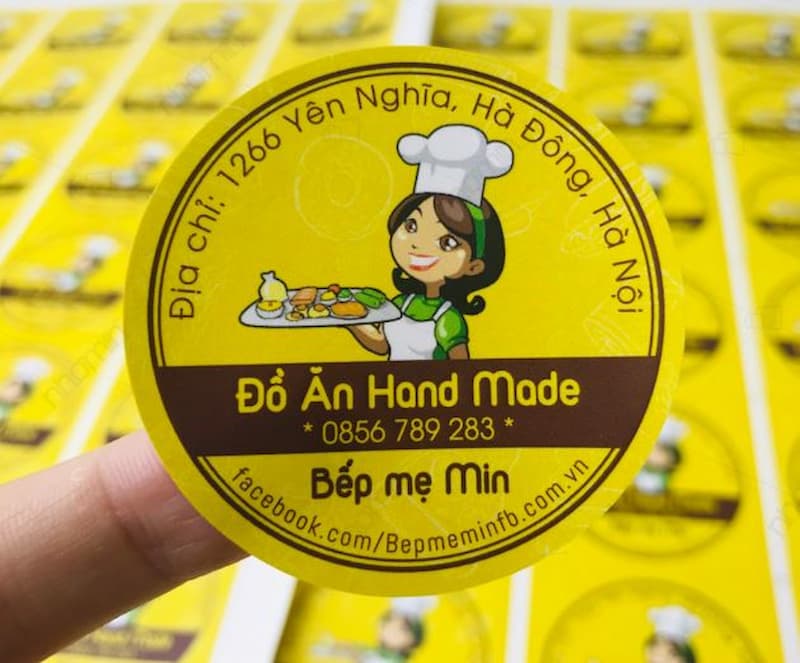 Địa chỉ: 1266 Yên Nghĩa, Hà Đông, Hà Nội
Đồ Ăn Hand Made
* 0856 789 283 *
Bếp mẹ Min
facebook.com/Bepmeminfb.com.vn